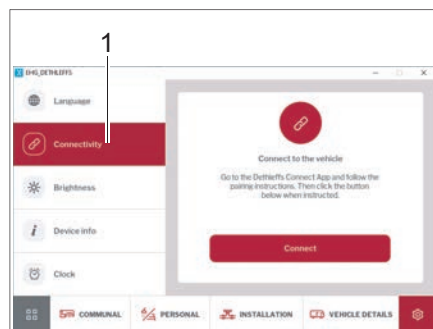 1
EHG_DETHLEFFS
Language
Connectivity
Brightness
Device info
Clock
Connect to the vehicle
Go to the Dethleffs Connect App and follow the
pairing instructions. Then click the button
below when instructed.
Connect
COMMUNAL
PERSONAL
INSTALLATION
VEHICLE DETAILS